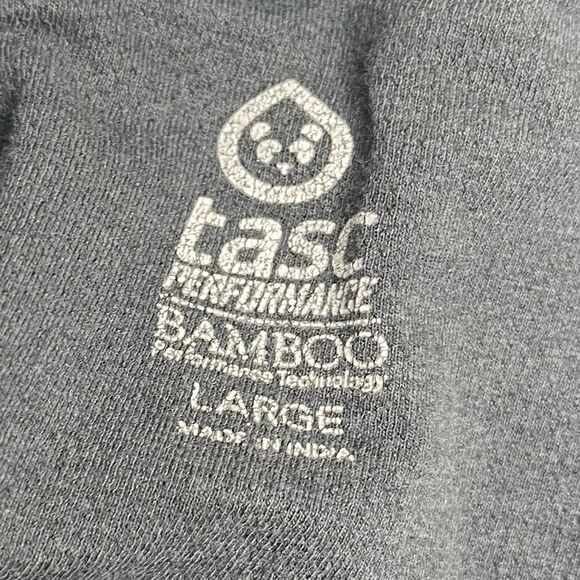 tasc
PERFORMANCE
BAMBOO
Performance Technology
LARGE
MADE IN INDIA